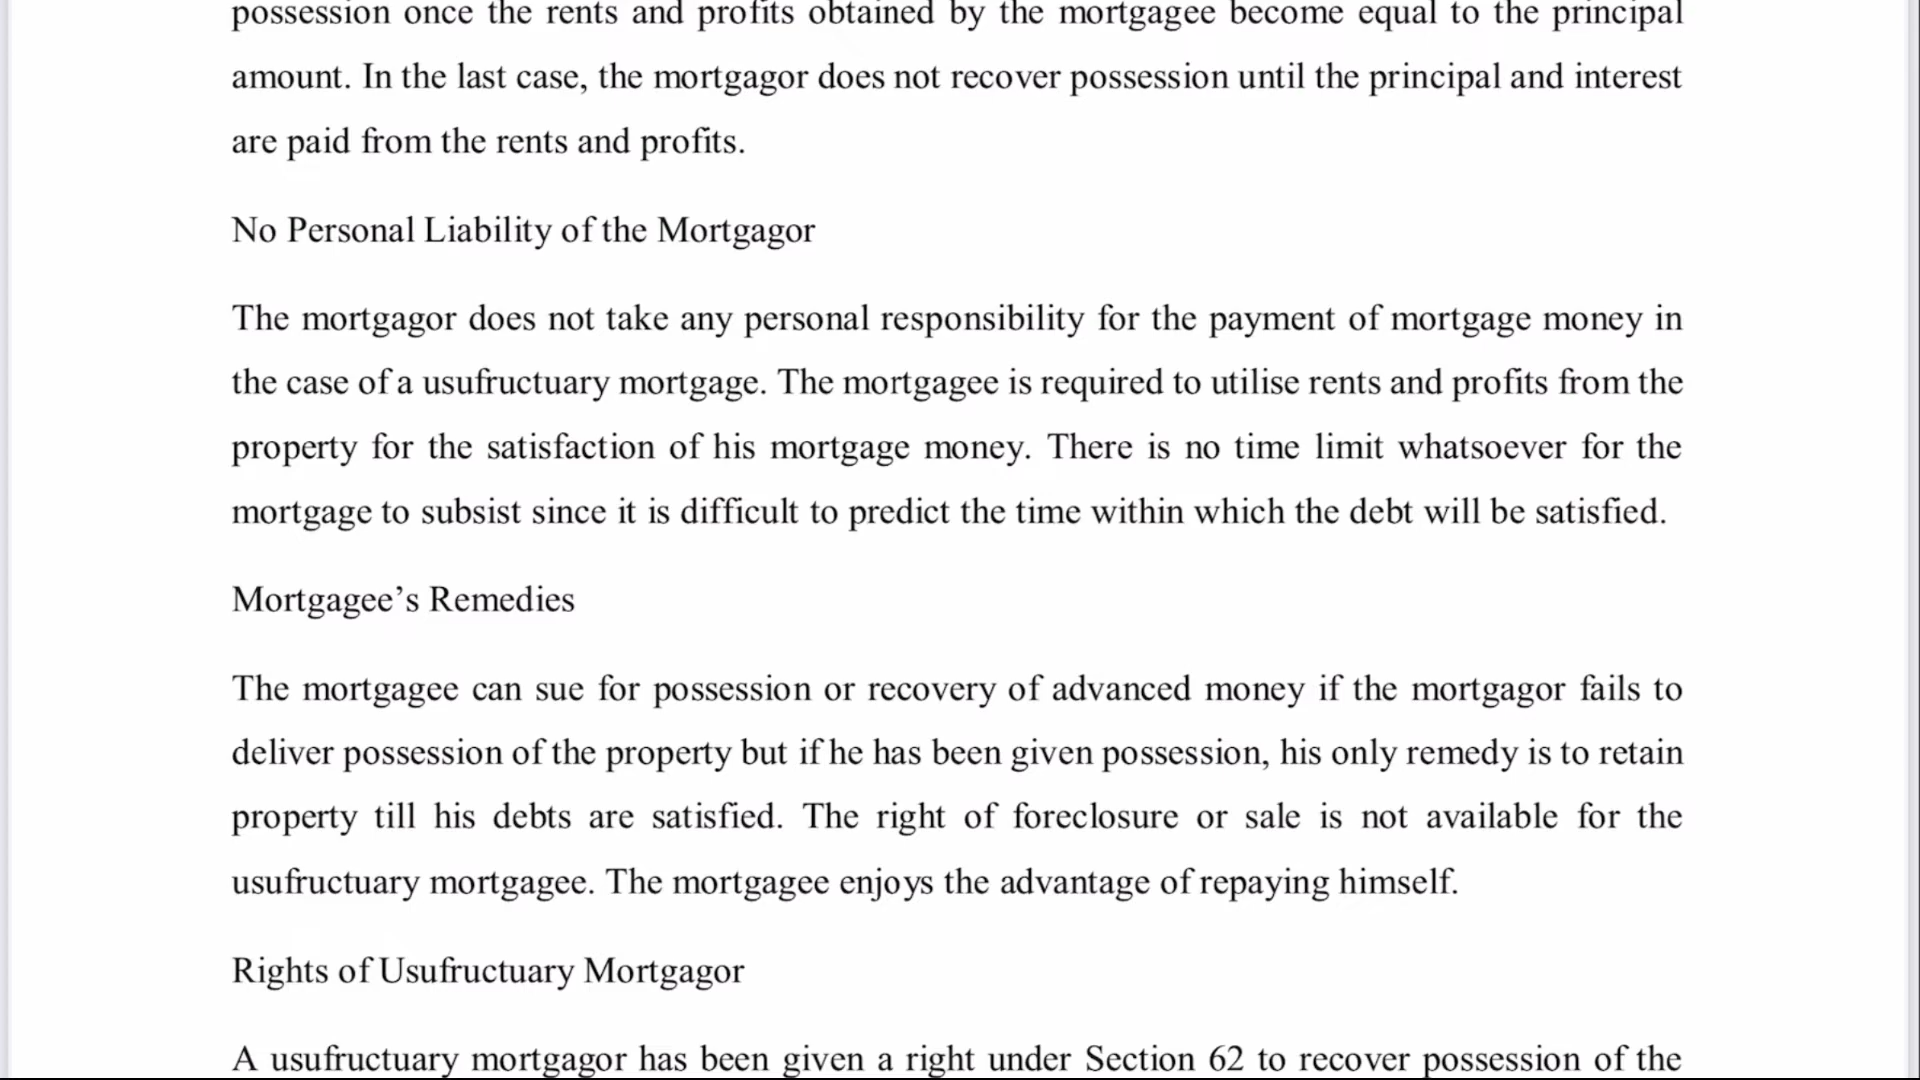 possession once the rents and profits obtained by the mortgagee become equal to the principal
amount. In the last case, the mortgagor does not recover possession until the principal and interest
are paid from the rents and profits.
No Personal Liability of the Mortgagor
The mortgagor does not take any personal responsibility for the payment of mortgage money in
the case of a usufructuary mortgage. The mortgagee is required to utilise rents and profits from the
property for the satisfaction of his mortgage money. There is no time limit whatsoever for the
mortgage to subsist since it is difficult to predict the time within which the debt will be satisfied.
Mortgagee’s Remedies
The mortgagee can sue for possession or recovery of advanced money if the mortgagor fails to
deliver possession of the property but if he has been given possession, his only remedy is to retain
property till his debts are satisfied. The right of foreclosure or sale is not available for the
usufructuary mortgagee. The mortgagee enjoys the advantage of repaying himself.
Rights of Usufructuary Mortgagor
A usufructuary mortgagor has been given a right under Section 62 to recover possession of the